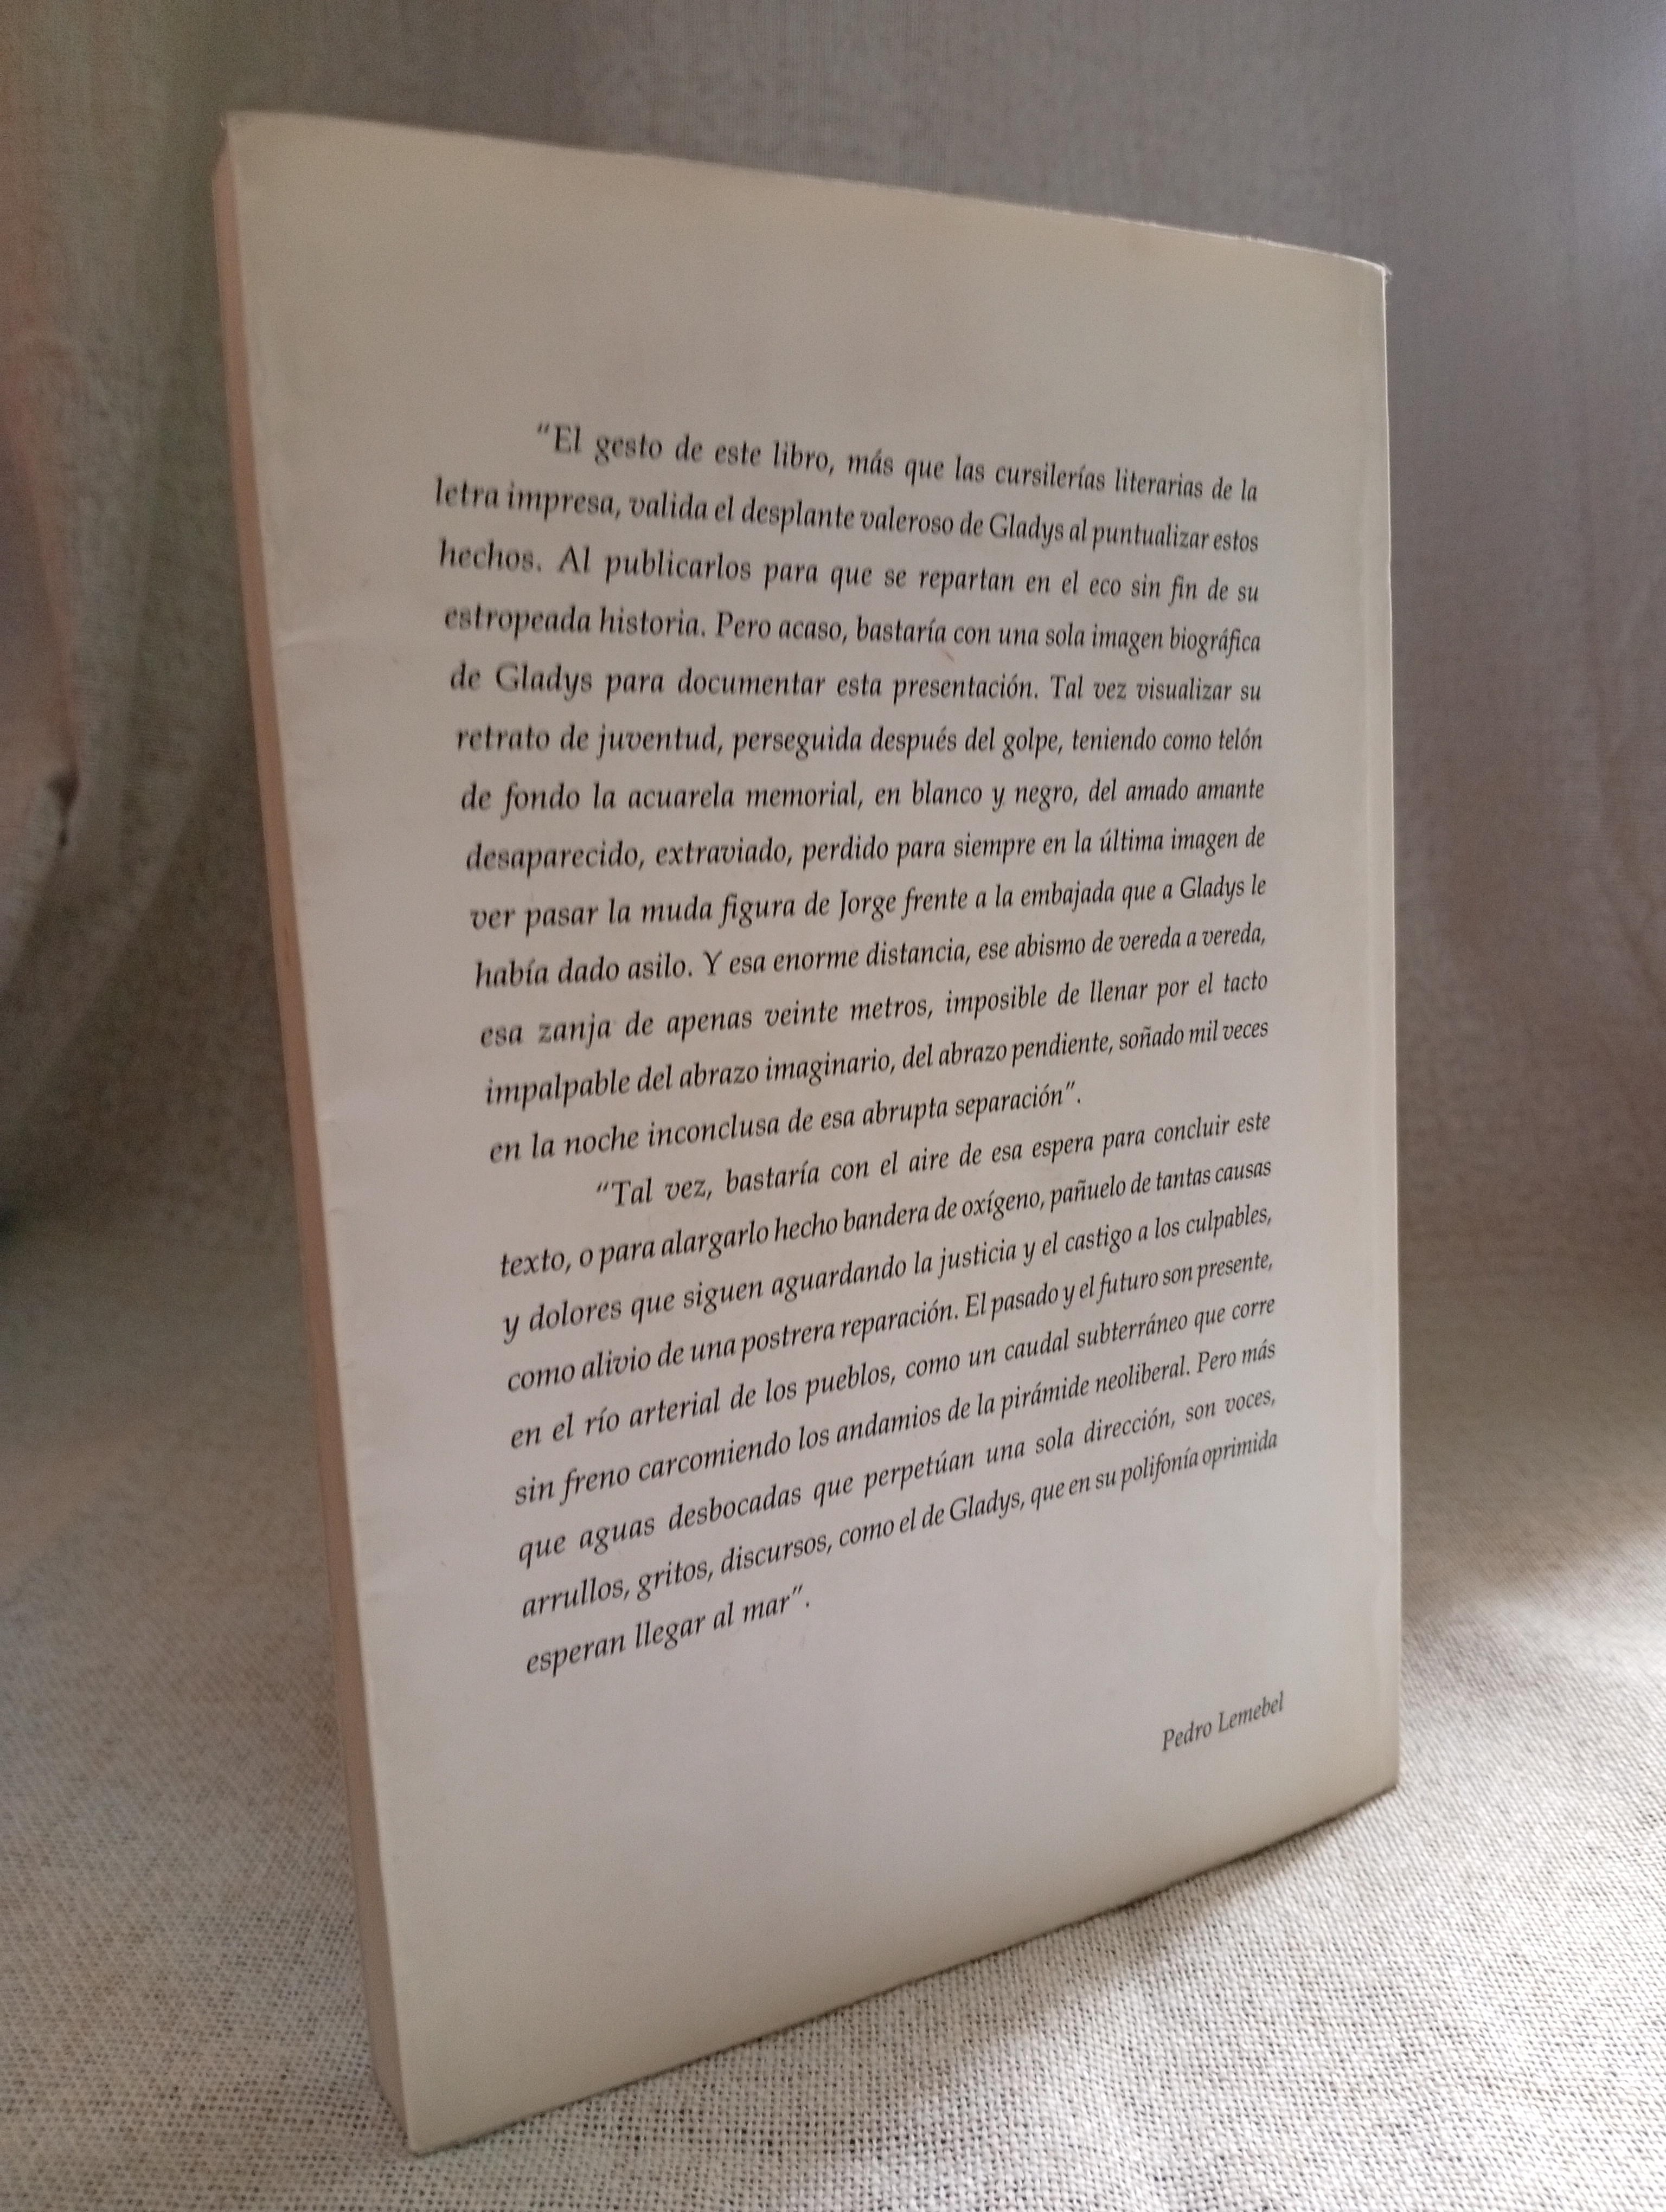 “El gesto de este libro, más que las cursilerías literarias de la
letra impresa, valida el desplante valeroso de Gladys al puntualizar estos
hechos. Al publicarlos para que se repartan en el eco sin fin de su
estropeada historia. Pero acaso, bastaría con una sola imagen biográfica
de Gladys para documentar esta presentación. Tal vez visualizar su
retrato de juventud, perseguida después del golpe, teniendo como telón
de fondo la acuarela memorial, en blanco y negro, del amado amante
desaparecido, extraviado, perdido para siempre en la última imagen de
ver pasar la muda figura de Jorge frente a la embajada que a Gladys le
había dado asilo. Y esa enorme distancia, ese abismo de vereda a vereda,
esa zanja de apenas veinte metros, imposible de llenar por el tacto
impalpable del abrazo imaginario, del abrazo pendiente, soñado mil veces
en la noche inconclusa de esa abrupta separación”.
“Tal vez, bastaría con el aire de esa espera para concluir este
texto, o para alargarlo hecho bandera de oxígeno, pañuelo de tantas causas
y dolores que siguen aguardando la justicia y el castigo a los culpables,
como alivio de una postrera reparación. El pasado y el futuro son presente,
en el río arterial de los pueblos, como un caudal subterráneo que corre
sin freno carcomiendo los andamios de la pirámide neoliberal. Pero más
que aguas desbocadas que perpetúan una sola dirección, son voces,
arrullos, gritos, discursos, como el de Gladys, que en su polifonía oprimida
esperan llegar al mar”.
Pedro Lemebel